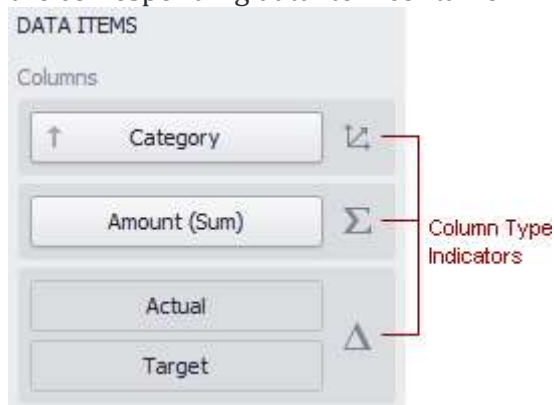 DATA ITEMS
Columns
↑ Category
Amount (Sum) Σ
Actual
Δ
Target
Column Type
Indicators